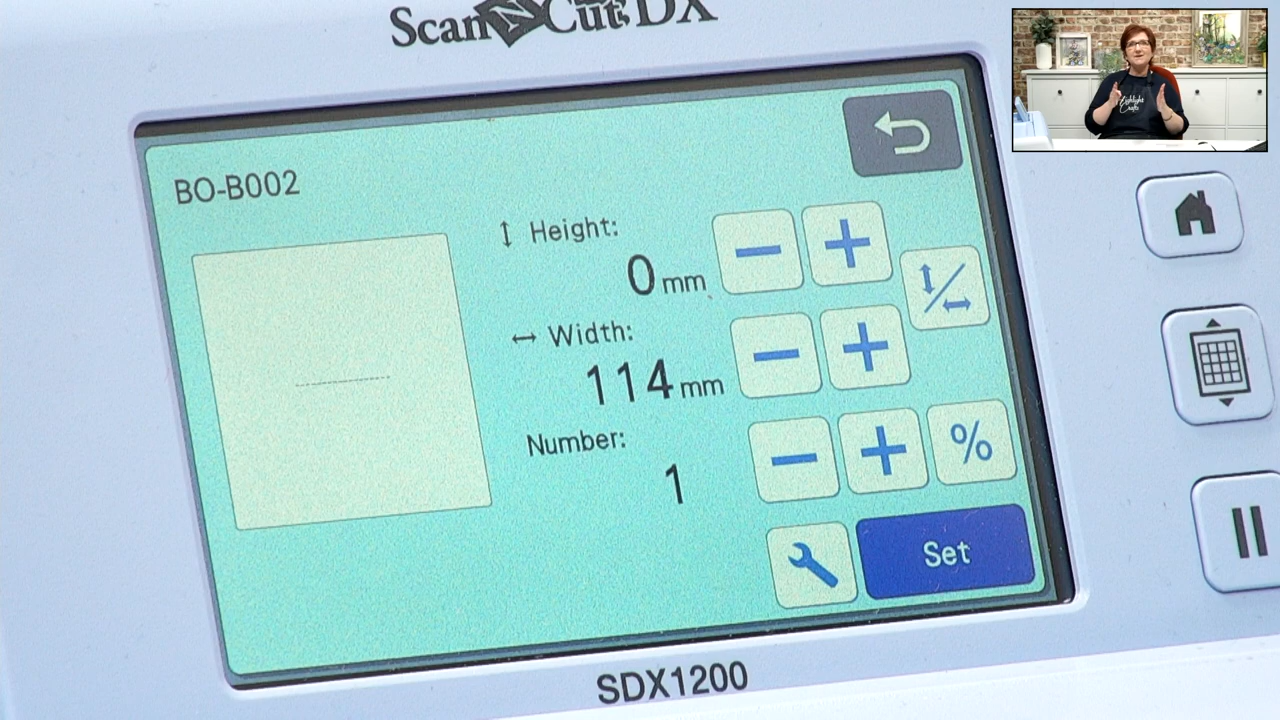 ScanNCut DX
BO-B002
Height:
0 mm
Width:
114 mm
Number:
1
%
Set
SDX1200